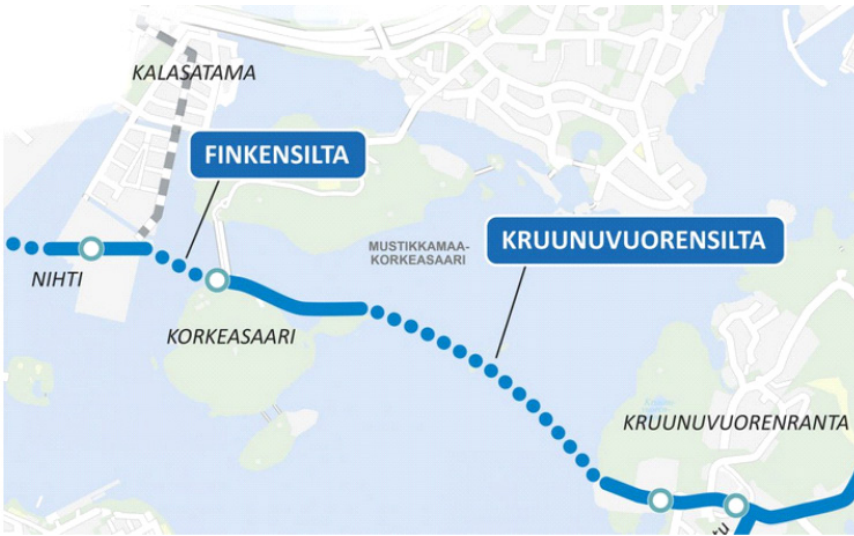 KALASATAMA
FINKENSILTA
KRUUNUVUORENSILTA
MUSTIKKAMAA-
KORKEASAARI
NIHTI
KORKEASAARI
KRUUNUVUORENRANTA